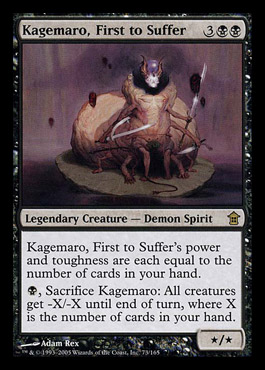 Kagemaro, First to Suffer 3
Legendary Creature — Demon Spirit
Kagemaro, First to Suffer's power
and toughness are each equal to the
number of cards in your hand.
, Sacrifice Kagemaro: All creatures
get -X/-X until end of turn, where X
is the number of cards in your hand.
*/*
Adam Rex
™ & © 1993-2005 Wizards of the Coast, Inc. 73/165